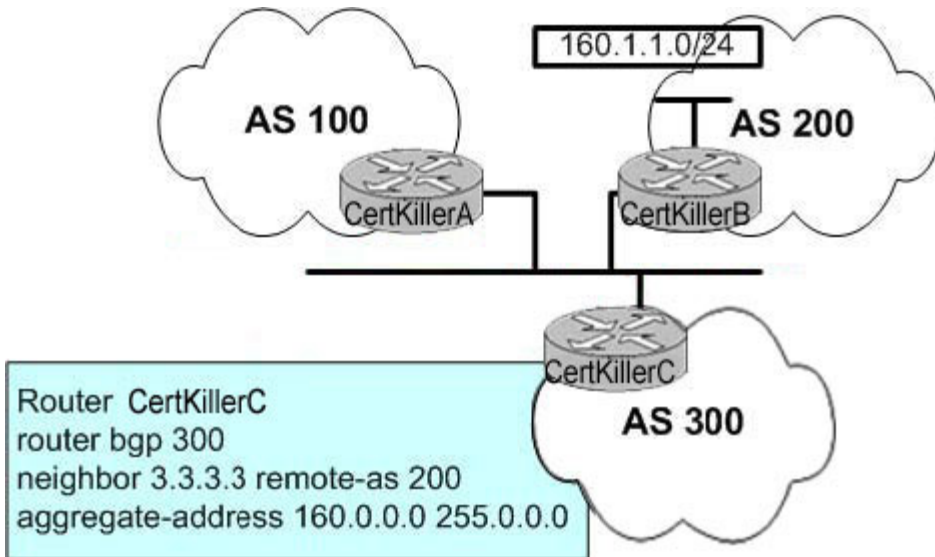 160.1.1.0/24
AS 100
AS 200
CertKillerA
CertKillerB
CertKillerC
AS 300
Router CertKillerC
router bgp 300
neighbor 3.3.3.3 remote-as 200
aggregate-address 160.0.0.0 255.0.0.0